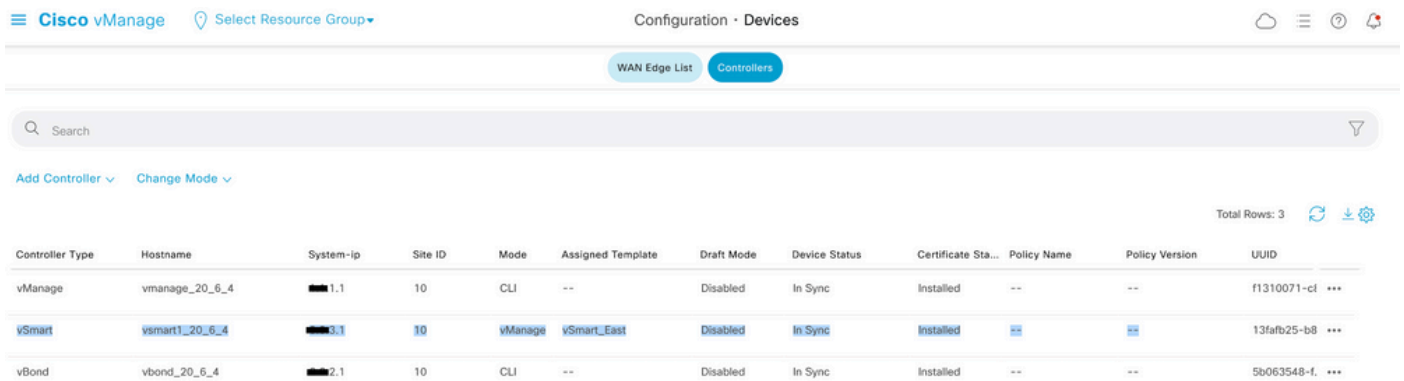 Cisco vManage Select Resource Group▾ Configuration · Devices
WAN Edge List Controllers
Search
Add Controller Change Mode
Total Rows: 3
Controller Type Hostname System-ip Site ID Mode Assigned Template Draft Mode Device Status Certificate Sta... Policy Name Policy Version UUID
vManage vmanage_20_6_4 1.1 10 CLI -- Disabled In Sync Installed -- -- f1310071-c8 •••
vSmart vsmart1_20_6_4 3.1 10 vManage vSmart_East Disabled In Sync Installed -- -- 13fafb25-b8 •••
vBond vbond_20_6_4 2.1 10 CLI -- Disabled In Sync Installed -- -- 5b063548-f. •••